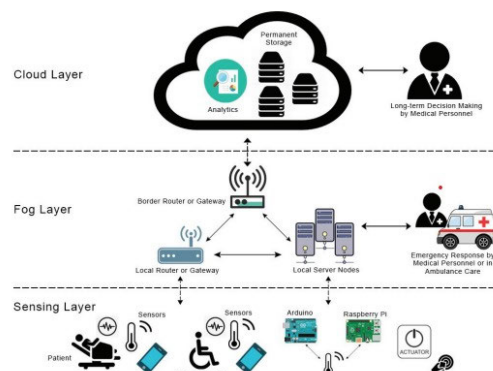 Cloud Layer
Permanent
Storage
Analytics
Long-term Decision Making
by Medical Personnel
Fog Layer
Border Router or Gateway
Local Router or Gateway
Local Server Nodes
Emergency Response by
Medical Personnel or in
Ambulance Care
Sensing Layer
Sensors
Sensors
Arduino
Raspberry Pi
Patient
ACTUATOR